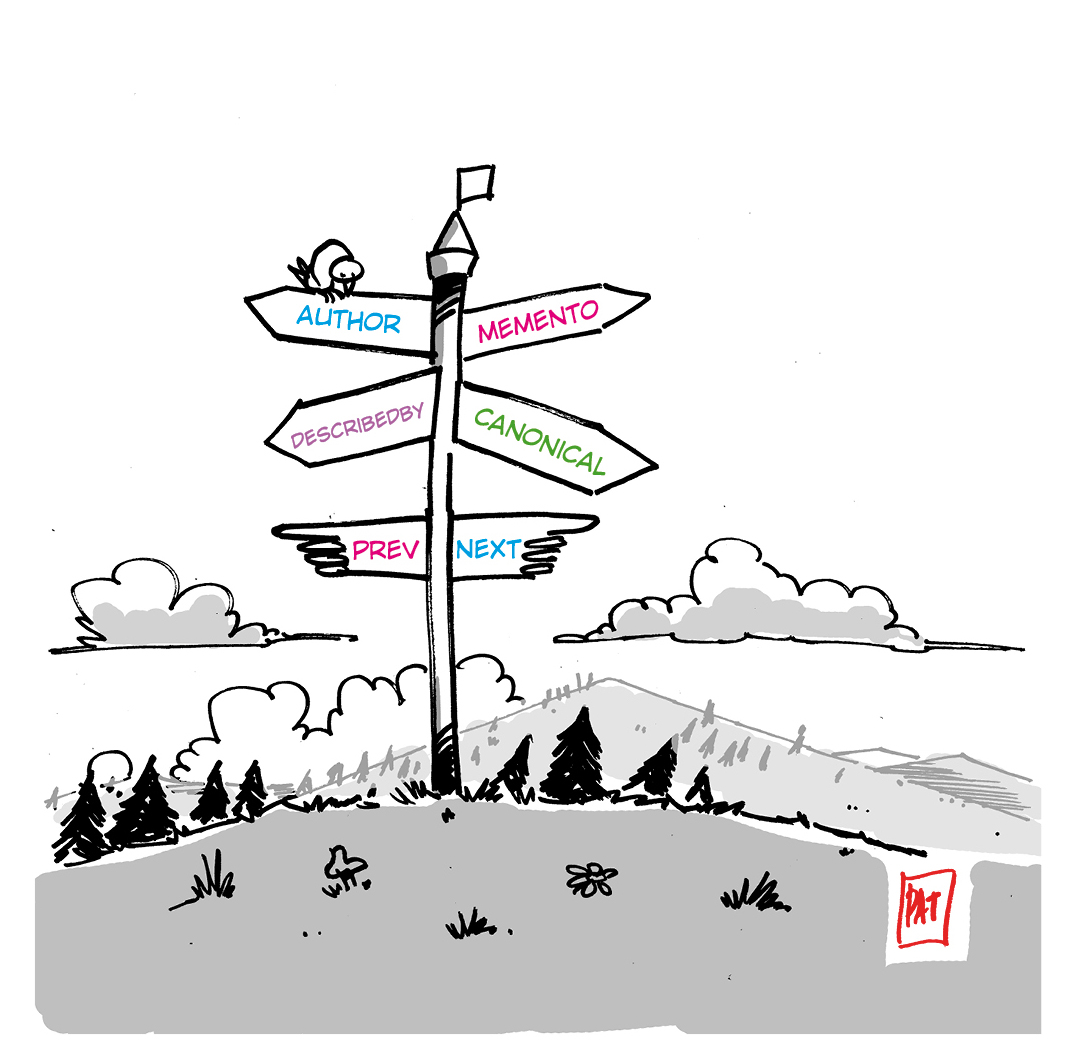 AUTHOR
MEMENTO
DESCRIBEDBY
CANONICAL
PREV
NEXT
PAT